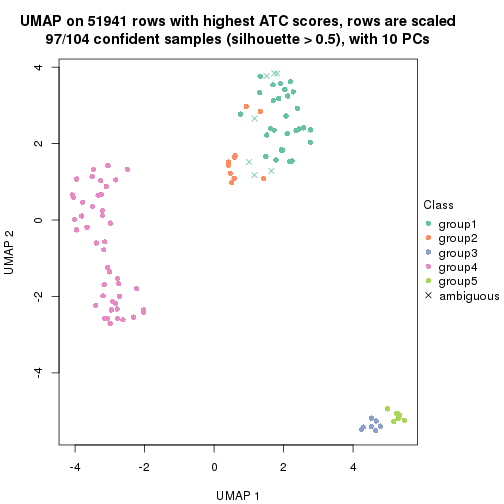 UMAP on 51941 rows with highest ATC scores, rows are scaled
97/104 confident samples (silhouette > 0.5), with 10 PCs
4
2
0
-2
-4
UMAP 2
-4
-2
0
2
4
UMAP 1
Class
group1
group2
group3
group4
group5
ambiguous